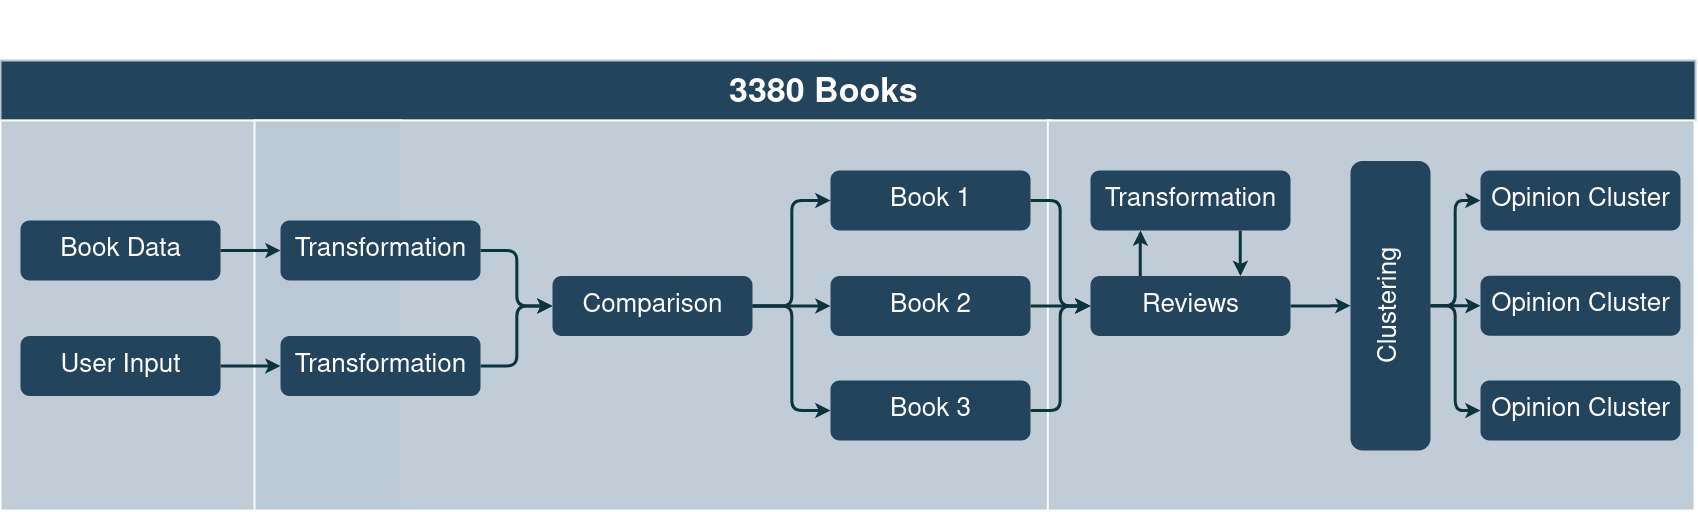 3380 Books
Book Data
User Input
Transformation
Transformation
Comparison
Book 1
Book 2
Book 3
Transformation
Reviews
Clustering
Opinion Cluster
Opinion Cluster
Opinion Cluster